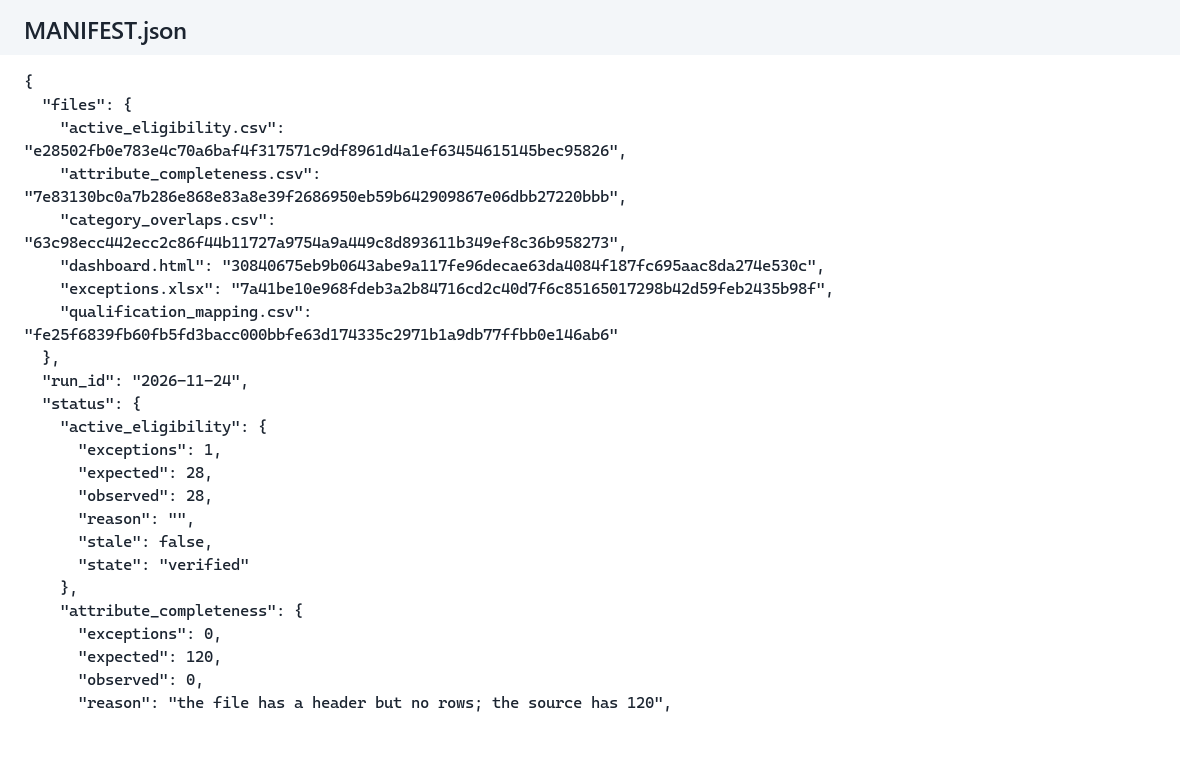 MANIFEST.json
{
  "files": {
    "active_eligibility.csv":
"e28502fb0e783e4c70a6baf4f317571c9df8961d4a1ef63454615145bec95826",
    "attribute_completeness.csv":
"7e83130bc0a7b286e868e83a8e39f2686950eb59b642909867e06dbb27220bbb",
    "category_overlaps.csv":
"63c98ecc442ecc2c86f44b11727a9754a9a449c8d893611b349ef8c36b958273",
    "dashboard.html": "30840675eb9b0643abe9a117fe96decae63da4084f187fc695aac8da274e530c",
    "exceptions.xlsx": "7a41be10e968fdeb3a2b84716cd2c40d7f6c85165017298b42d59feb2435b98f",
    "qualification_mapping.csv":
"fe25f6839fb60fb5fd3bacc000bbfe63d174335c2971b1a9db77ffbb0e146ab6"
  },
  "run_id": "2026-11-24",
  "status": {
    "active_eligibility": {
      "exceptions": 1,
      "expected": 28,
      "observed": 28,
      "reason": "",
      "stale": false,
      "state": "verified"
    },
    "attribute_completeness": {
      "exceptions": 0,
      "expected": 120,
      "observed": 0,
      "reason": "the file has a header but no rows; the source has 120",